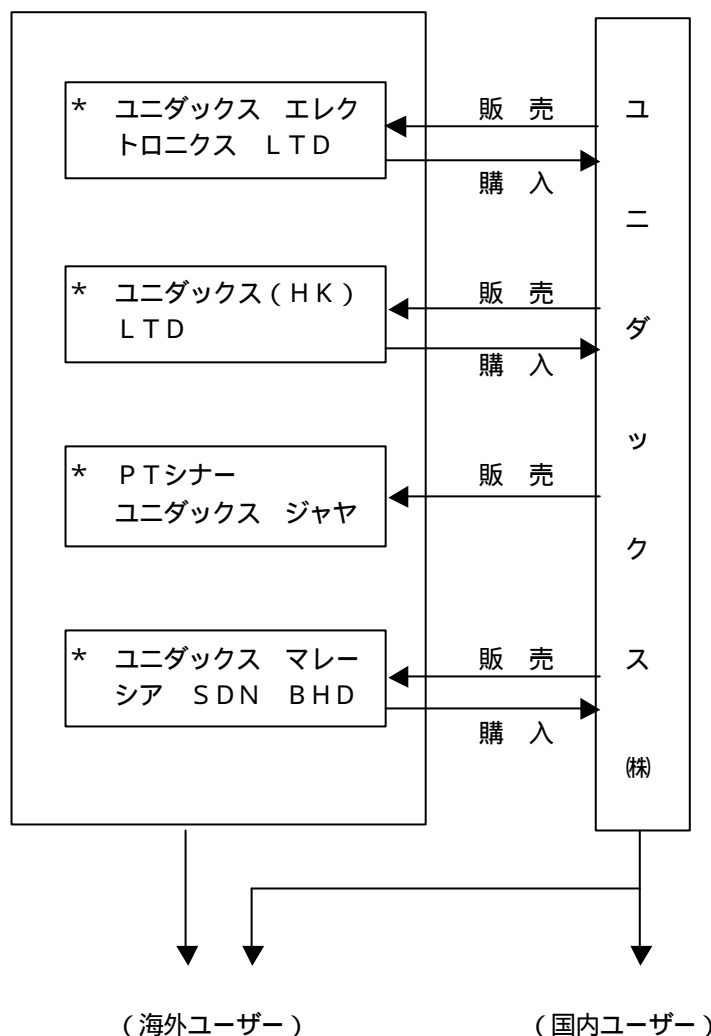 * ユニダックス エレク
トロニクス LTD
販 売
購 入
* ユニダックス(HK)
LTD
販 売
購 入
* PTシナー
ユニダックス ジャヤ
販 売
* ユニダックス マレー
シア SDN BHD
販 売
購 入
ユニダックス㈱
(海外ユーザー)
(国内ユーザー)